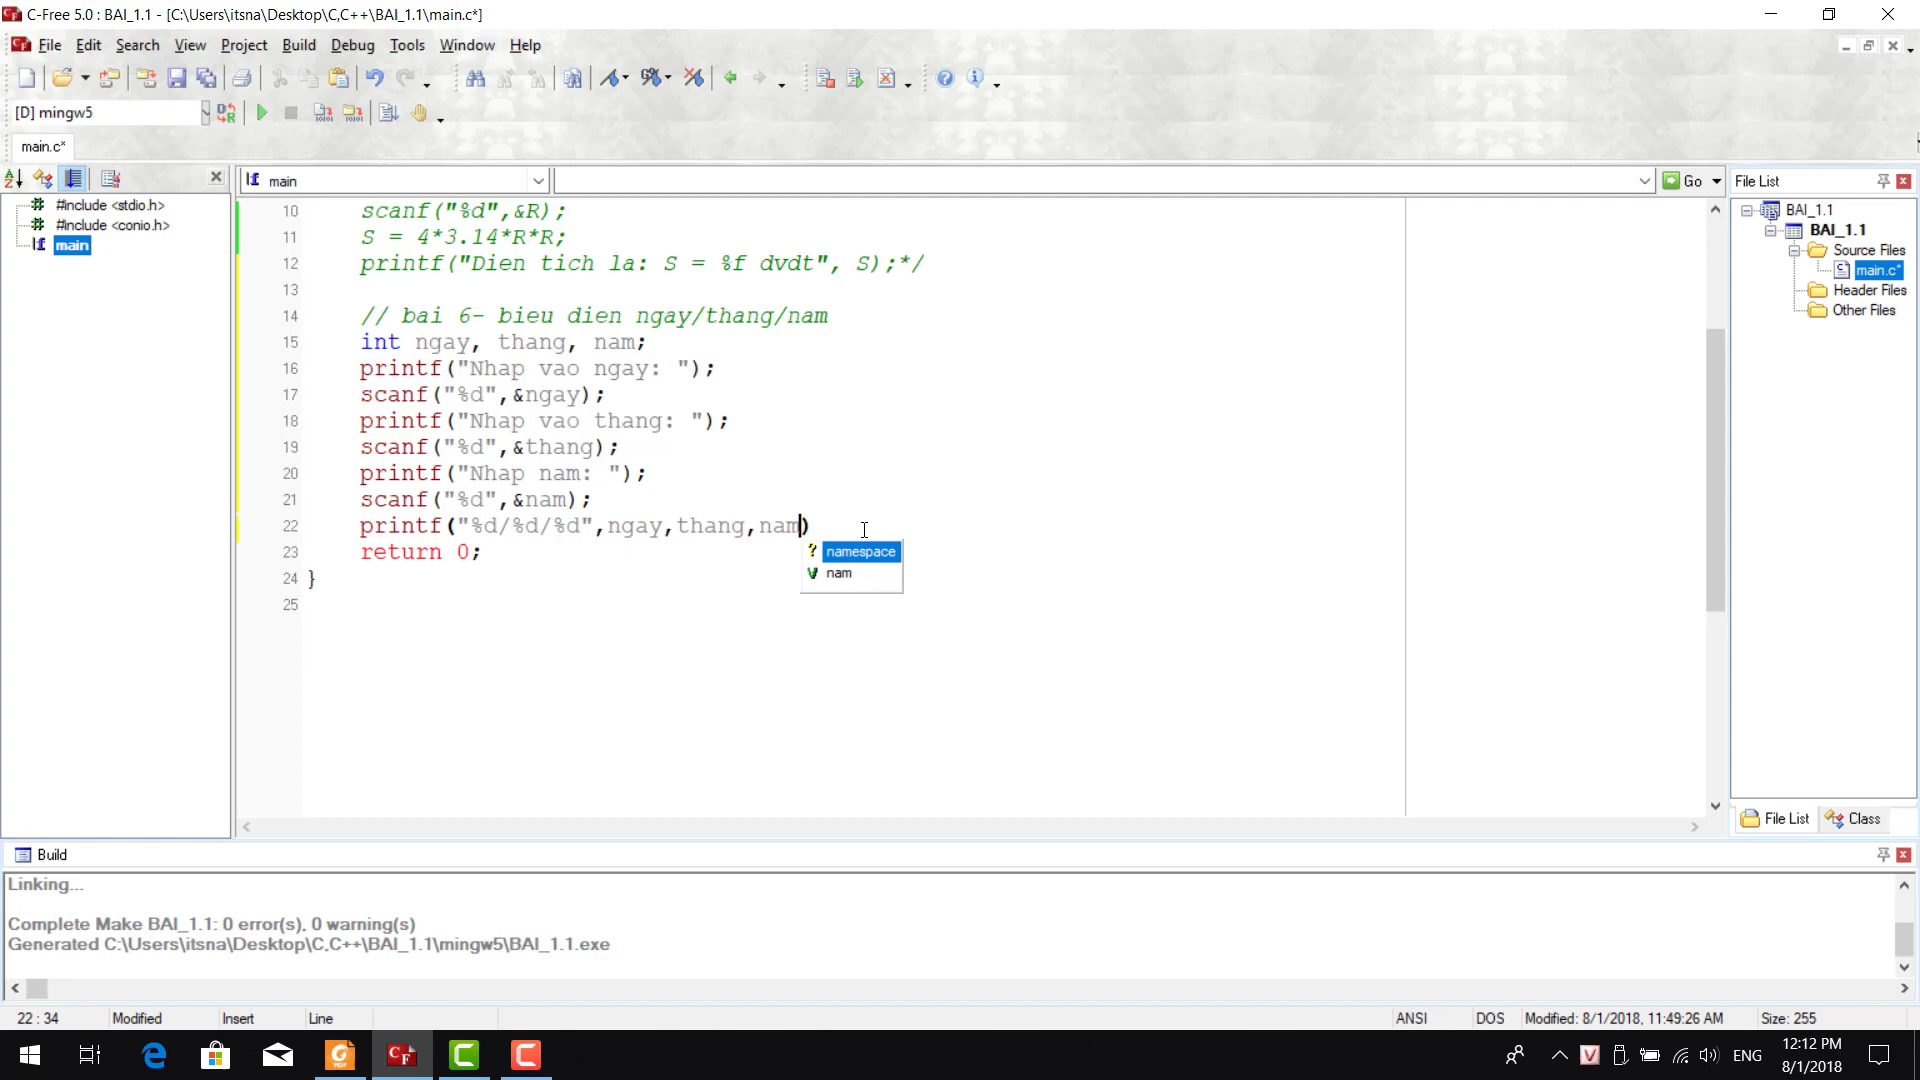 C-Free 5.0 : BAI_1.1 - [C:\Users\itsna\Desktop\C,C++\BAI_1.1\main.c*]
File Edit Search View Project Build Debug Tools Window Help
[D] mingw5
main.c*
main
Go
File List
#include <stdio.h>
#include <conio.h>
main
10 scanf("%d",&R);
11 S = 4*3.14*R*R;
12 printf("Dien tich la: S = %f dvdt", S);*/
13
14 // bai 6- bieu dien ngay/thang/nam
15 int ngay, thang, nam;
16 printf("Nhap vao ngay: ");
17 scanf("%d",&ngay);
18 printf("Nhap vao thang: ");
19 scanf("%d",&thang);
20 printf("Nhap nam: ");
21 scanf("%d",&nam);
22 printf("%d/%d/%d",ngay,thang,nam)
23 return 0;
24 }
25
? namespace
V nam
BAI_1.1
BAI_1.1
Source Files
main.c*
Header Files
Other Files
File List Class
Build
Linking...
Complete Make BAI_1.1: 0 error(s), 0 warning(s)
Generated C:\Users\itsna\Desktop\C,C++\BAI_1.1\mingw5\BAI_1.1.exe
22 : 34 Modified Insert Line ANSI DOS Modified: 8/1/2018, 11:49:26 AM Size: 255
ENG
12:12 PM
8/1/2018